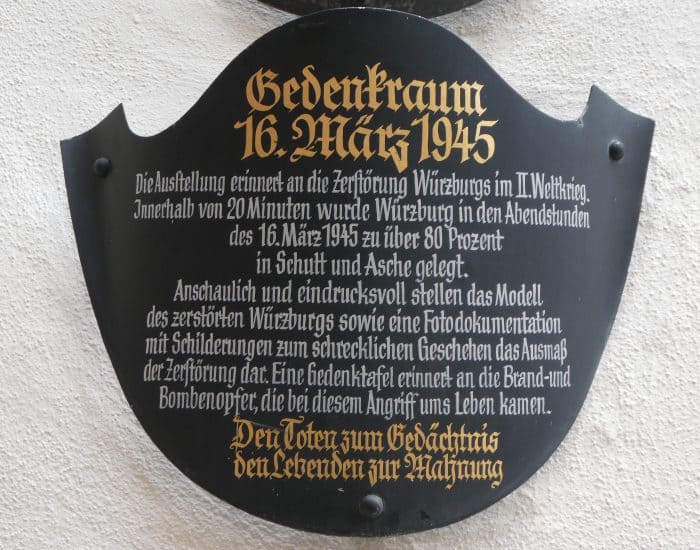 Gedenkraum
16. März 1945
Die Ausstellung erinnert an die Zerstörung Würzburgs im II. Weltkrieg.
Innerhalb von 20 Minuten wurde Würzburg in den Abendstunden
des 16. März 1945 zu über 80 Prozent
in Schutt und Asche gelegt.
Anschaulich und eindrucksvoll stellen das Modell
des zerstörten Würzburgs sowie eine Fotodokumentation
mit Schilderungen zum schrecklichen Geschehen das Ausmaß
der Zerstörung dar. Eine Gedenktafel erinnert an die Brand- und
Bombenopfer, die bei diesem Angriff ums Leben kamen.
Den Toten zum Gedächtnis
den Lebenden zur Mahnung